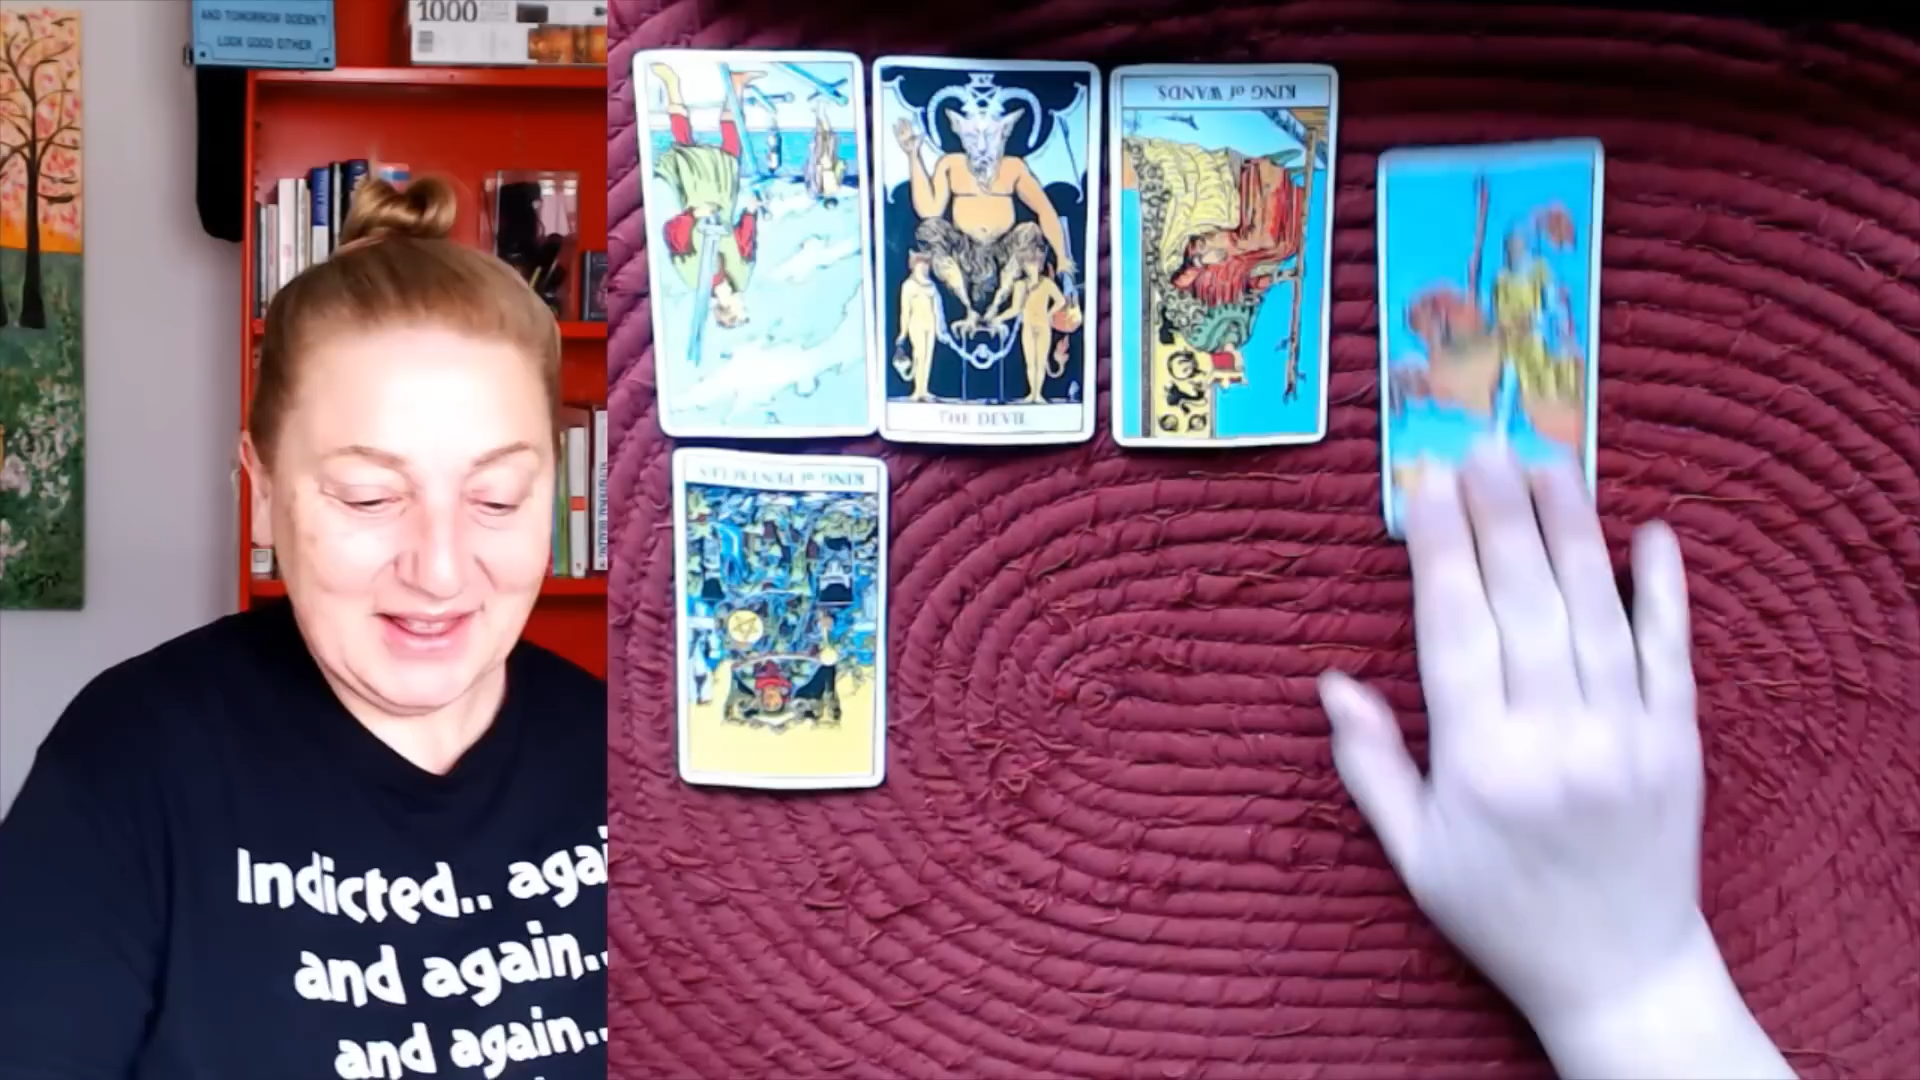 AND TOMORROW DOESN'T
LOOK GOOD EITHER
1000
XV
THE DEVIL
KING of WANDS.
KING of PENTACLES
Indicted.. agai
and again..
and again..